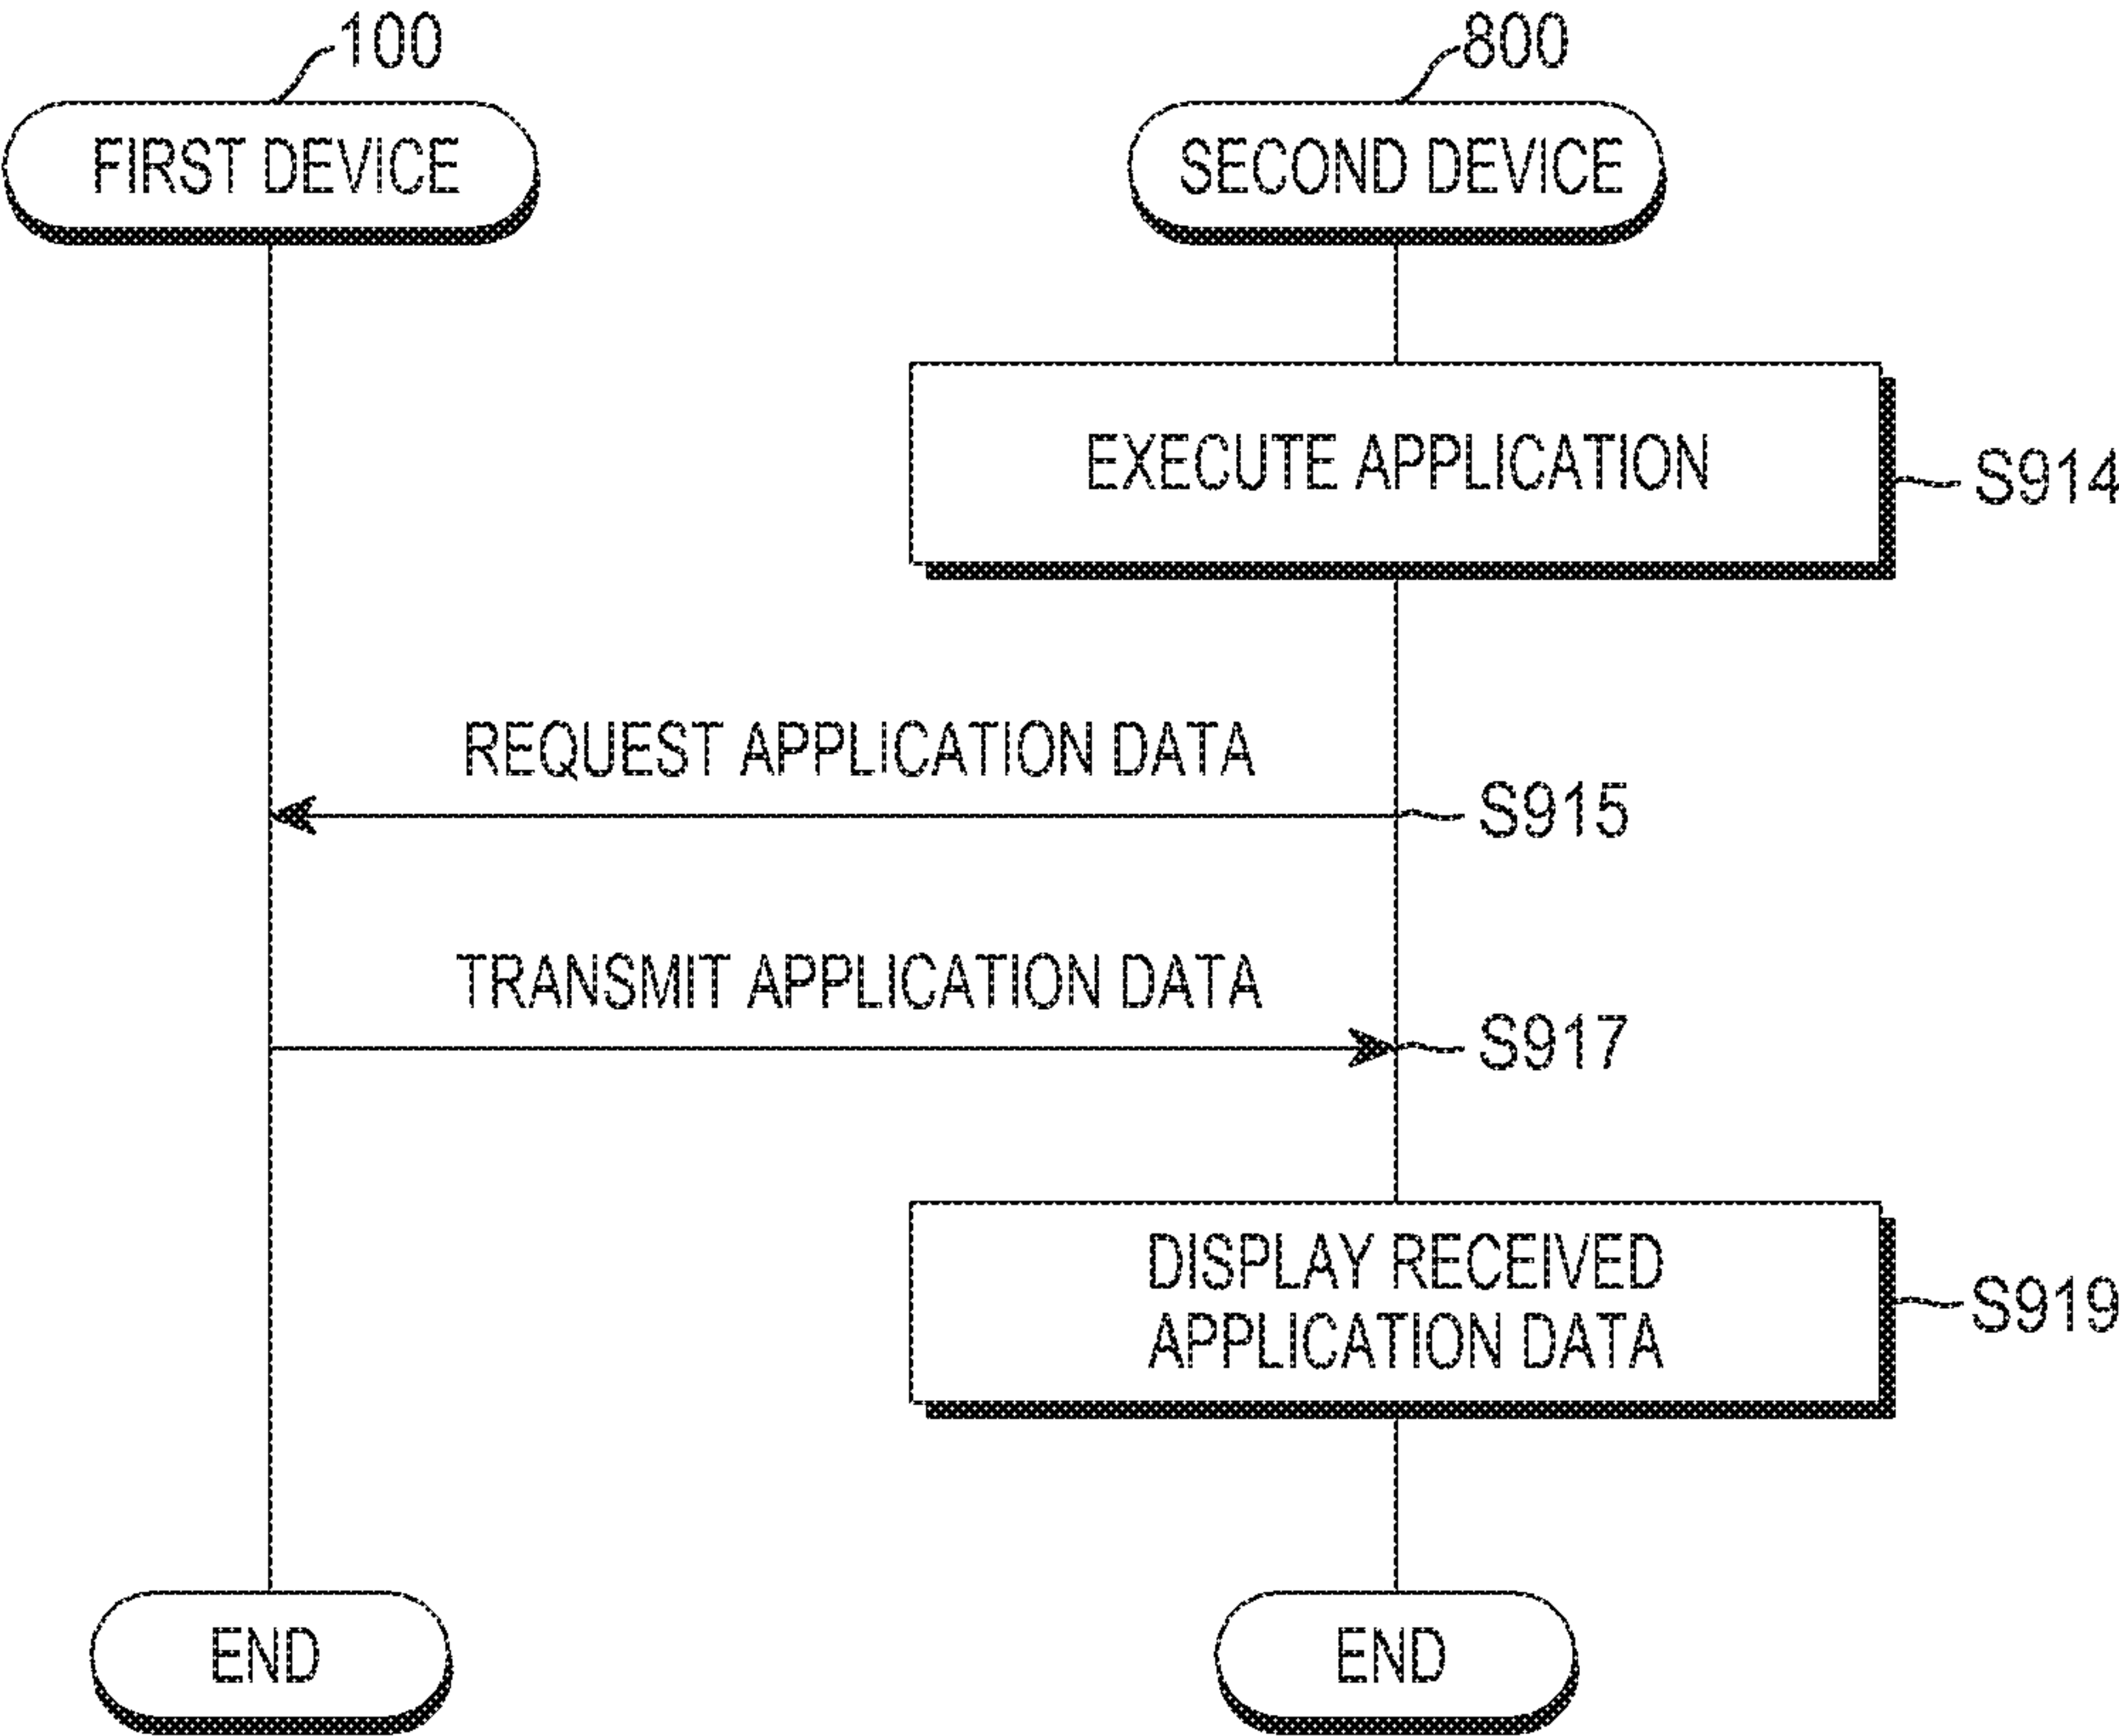 100
800
FIRST DEVICE
SECOND DEVICE
EXECUTE APPLICATION
S914
REQUEST APPLICATION DATA
S915
TRANSMIT APPLICATION DATA
S917
DISPLAY RECEIVED
APPLICATION DATA
S919
END
END